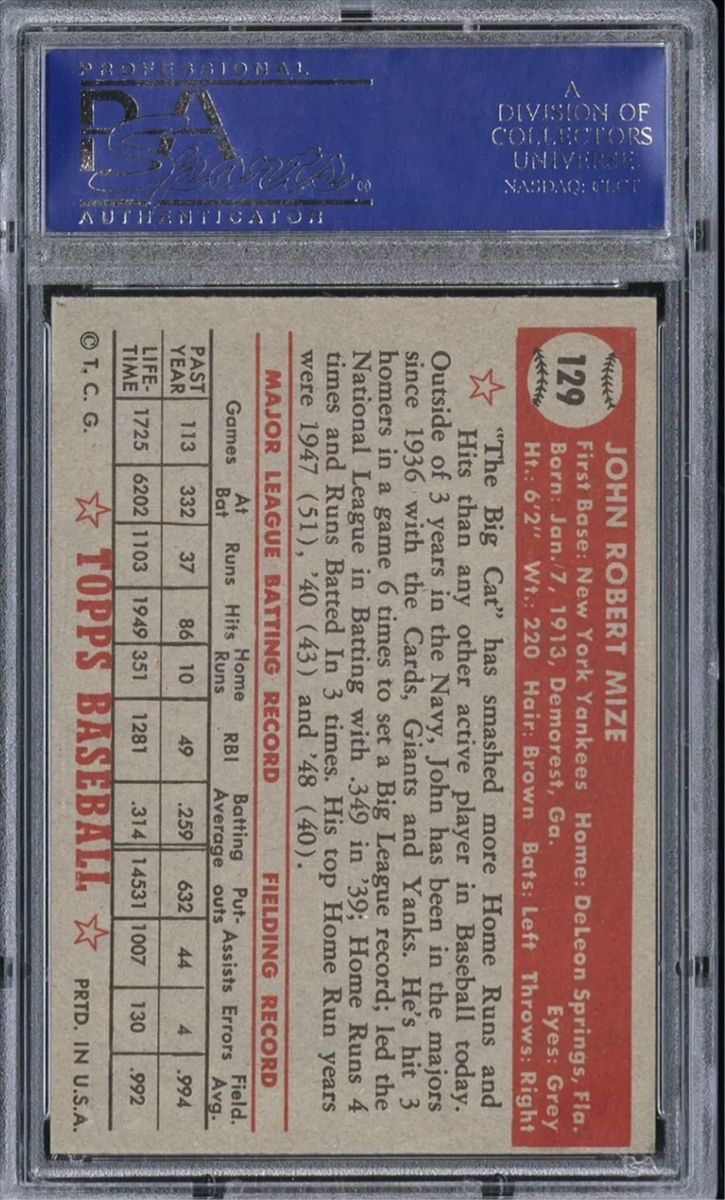 PROFESSIONAL
PSA
Sports®
AUTHENTICATOR
A
DIVISION OF
COLLECTORS
UNIVERSE
NASDAQ: CLCT
129
JOHN ROBERT MIZE
First Base: New York Yankees Home: DeLeon Springs, Fla.
Born: Jan. 7, 1913, Demorest, Ga. Eyes: Grey
Ht.: 6'2" Wt.: 220 Hair: Brown Bats: Left Throws: Right
"The Big Cat" has smashed more Home Runs and
Hits than any other active player in Baseball today.
Outside of 3 years in the Navy, John has been in the majors
since 1936 with the Cards, Giants and Yanks. He's hit 3
homers in a game 6 times to set a Big League record; led the
National League in Batting with .349 in '39; Home Runs 4
times and Runs Batted In 3 times. His top Home Run years
were 1947 (51), '40 (43) and '48 (40).
MAJOR LEAGUE BATTING RECORD FIELDING RECORD
Games At Bat Runs Hits Home Runs RBI Batting Average Put-outs Assists Errors Field. Avg.
PAST YEAR 113 332 37 86 10 49 .259 632 44 4 .994
LIFE-TIME 1725 6202 1103 1949 351 1281 .314 14531 1007 130 .992
© T. C. G. TOPPS BASEBALL PRTD. IN U.S.A.